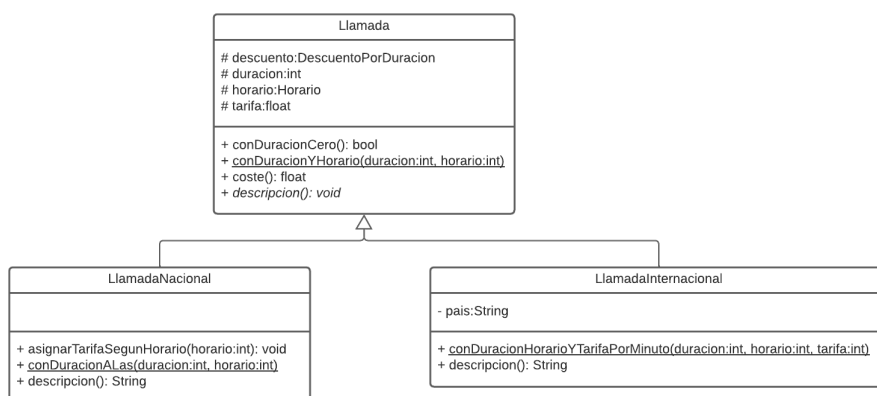 Llamada
# descuento:DescuentoPorDuracion
# duracion:int
# horario:Horario
# tarifa:float
+ conDuracionCero(): bool
+ conDuracionYHorario(duracion:int, horario:int)
+ coste(): float
+ descripcion(): void
LlamadaNacional
+ asignarTarifaSegunHorario(horario:int): void
+ conDuracionALas(duracion:int, horario:int)
+ descripcion(): String
LlamadaInternacional
- pais:String
+ conDuracionHorarioYTarifaPorMinuto(duracion:int, horario:int, tarifa:int)
+ descripcion(): String